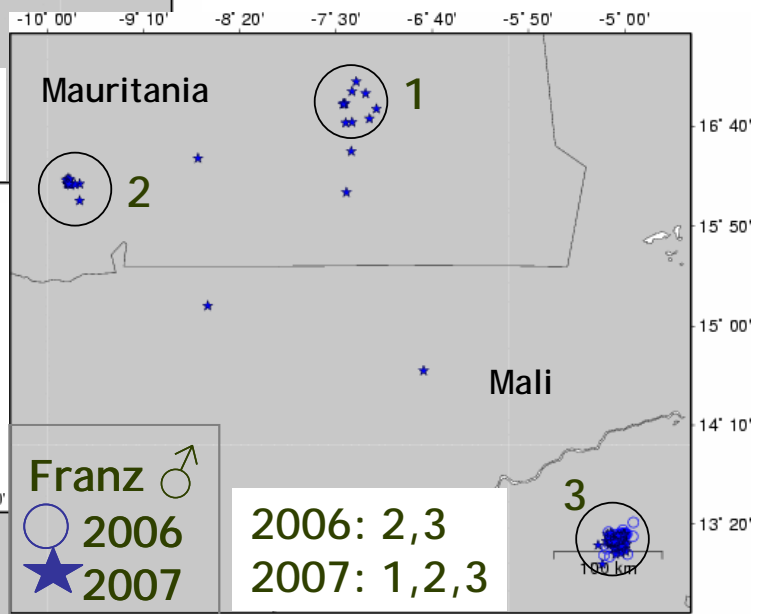 -10° 00' -9° 10' -8° 20' -7° 30' -6° 40' -5° 50' -5° 00'
Mauritania
1
16° 40'
2
15° 50'
15° 00'
Mali
14° 10'
Franz ♂
3
2006
2006: 2,3
13° 20'
2007
2007: 1,2,3
100 km